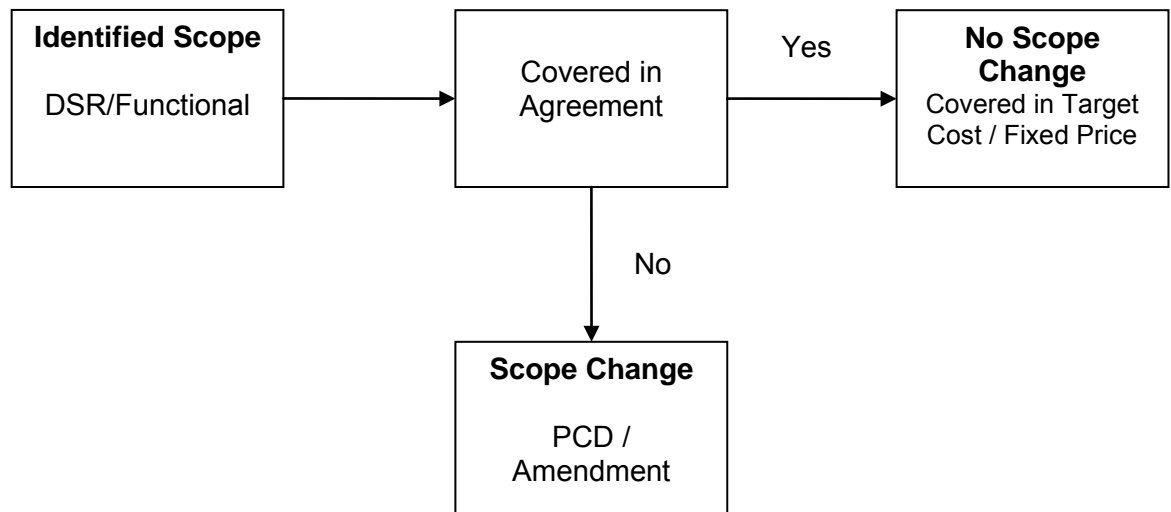 Identified Scope
DSR/Functional
Covered in
Agreement
Yes
No Scope
Change
Covered in Target
Cost / Fixed Price
No
Scope Change
PCD /
Amendment